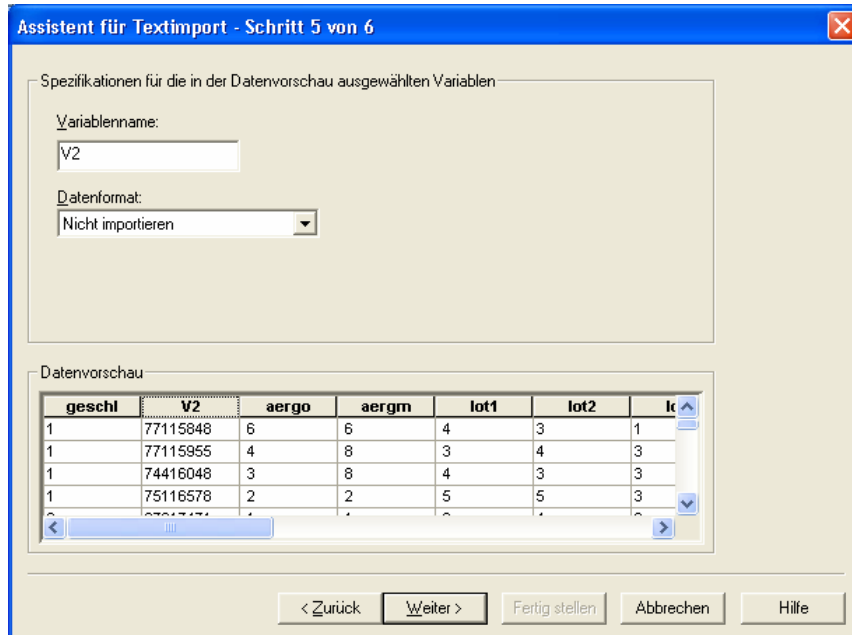 Assistent für Textimport - Schritt 5 von 6
Spezifikationen für die in der Datenvorschau ausgewählten Variablen
Variablenname:
V2
Datenformat:
Nicht importieren
Datenvorschau
geschl V2 aergo aergm lot1 lot2
1 77115848 6 6 4 3 1
1 77115955 4 8 3 4 3
1 74416048 3 8 4 3 3
1 75116578 2 2 5 5 3
< Zurück Weiter > Fertig stellen Abbrechen Hilfe